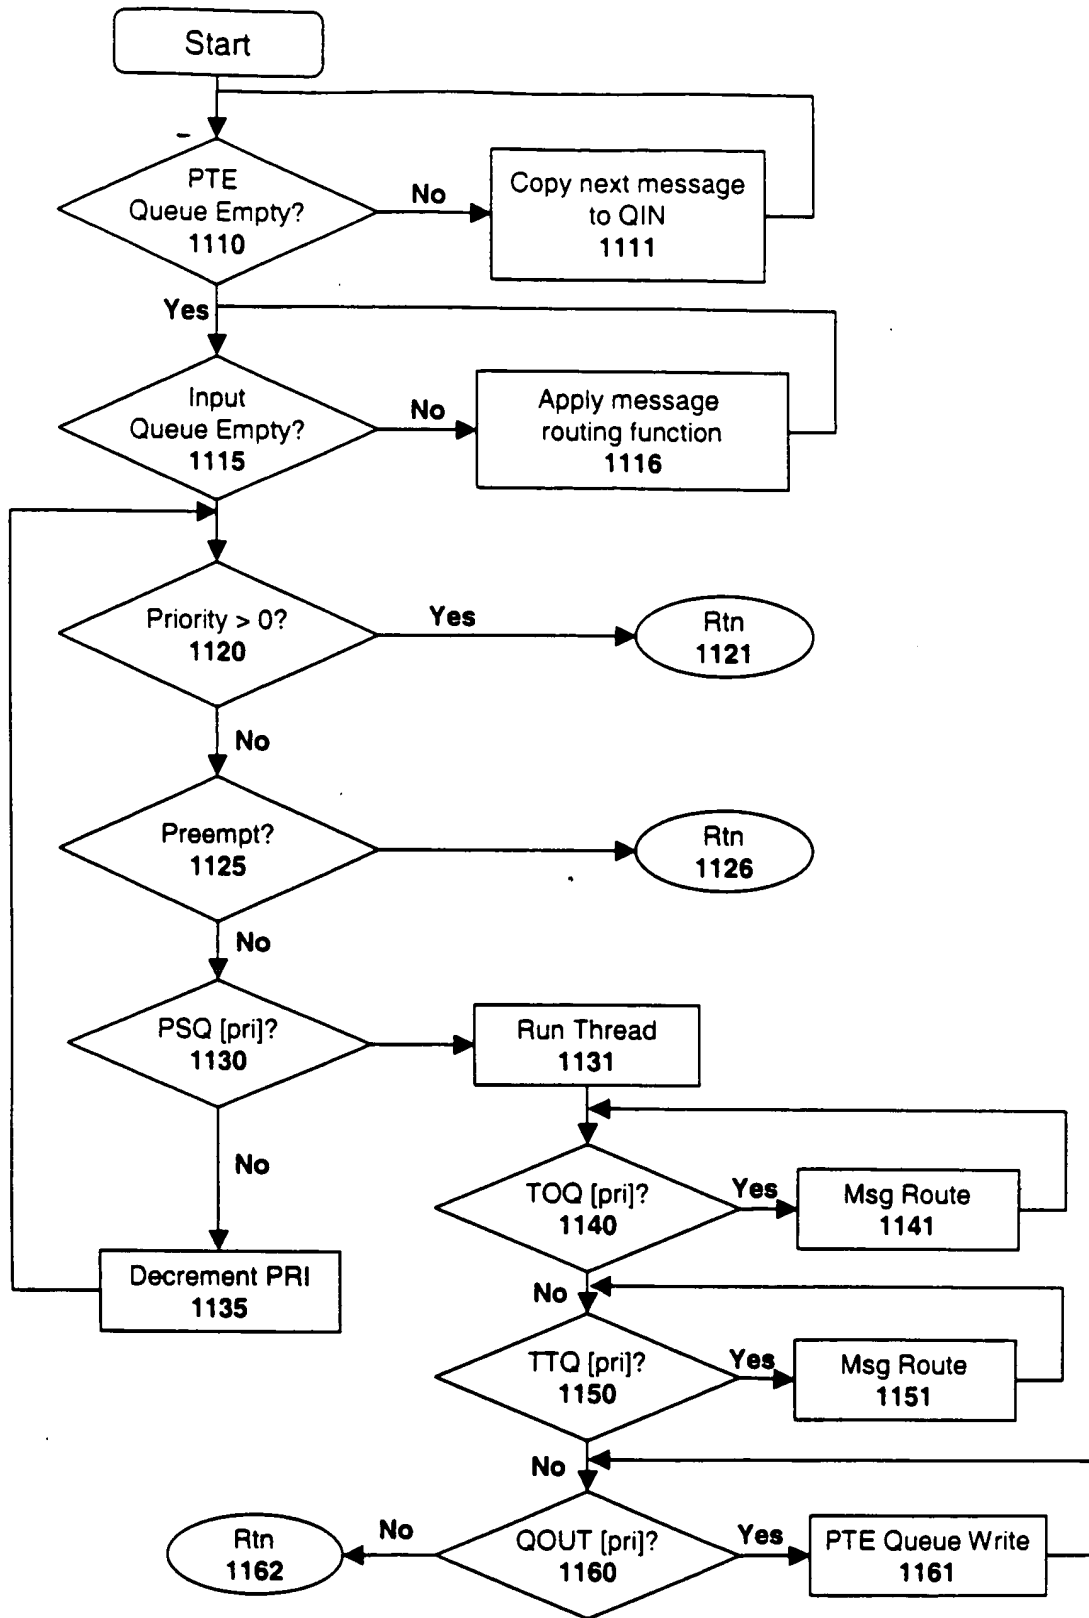 Start
PTE
Queue Empty?
1110
No
Copy next message
to QIN
1111
Yes
Input
Queue Empty?
1115
No
Apply message
routing function
1116
Priority > 0?
1120
Yes
Rtn
1121
No
Preempt?
1125
Rtn
1126
No
PSQ [pri]?
1130
Run Thread
1131
No
TOQ [pri]?
1140
Yes
Msg Route
1141
Decrement PRI
1135
No
TTQ [pri]?
1150
Yes
Msg Route
1151
No
Rtn
1162
No
QOUT [pri]?
1160
Yes
PTE Queue Write
1161